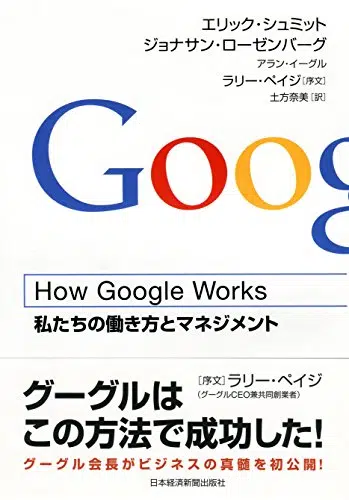 エリック・シュミット
ジョナサン・ローゼンバーグ
アラン・イーグル
ラリー・ペイジ[序文]
土方奈美[訳]
Goog
How Google Works
私たちの働き方とマネジメント
[序文]ラリー・ペイジ
(グーグルCEO兼共同創業者)
グーグルは
この方法で成功した!
グーグル会長がビジネスの真髄を初公開!
日本経済新聞出版社